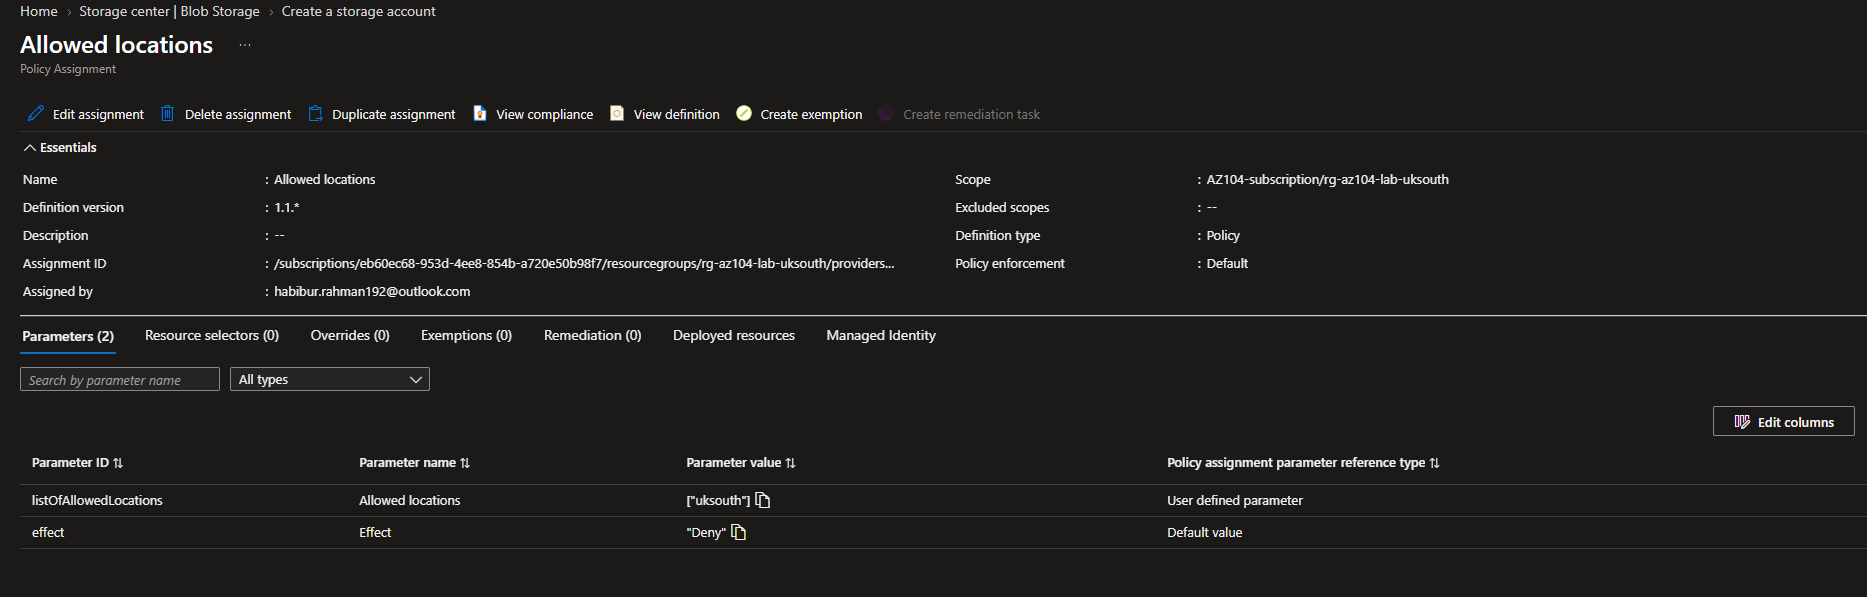 Home > Storage center | Blob Storage > Create a storage account
Allowed locations ...
Policy Assignment
Edit assignment Delete assignment Duplicate assignment View compliance View definition Create exemption Create remediation task
Essentials
Name : Allowed locations Scope : AZ104-subscription/rg-az104-lab-uksouth
Definition version : 1.1.* Excluded scopes : --
Description : -- Definition type : Policy
Assignment ID : /subscriptions/eb60ec68-953d-4ee8-854b-a720e50b98f7/resourcegroups/rg-az104-lab-uksouth/providers... Policy enforcement : Default
Assigned by : habibur.rahman192@outlook.com
Parameters (2) Resource selectors (0) Overrides (0) Exemptions (0) Remediation (0) Deployed resources Managed Identity
Search by parameter name All types
Edit columns
Parameter ID Parameter name Parameter value Policy assignment parameter reference type
listOfAllowedLocations Allowed locations ["uksouth"] User defined parameter
effect Effect "Deny" Default value